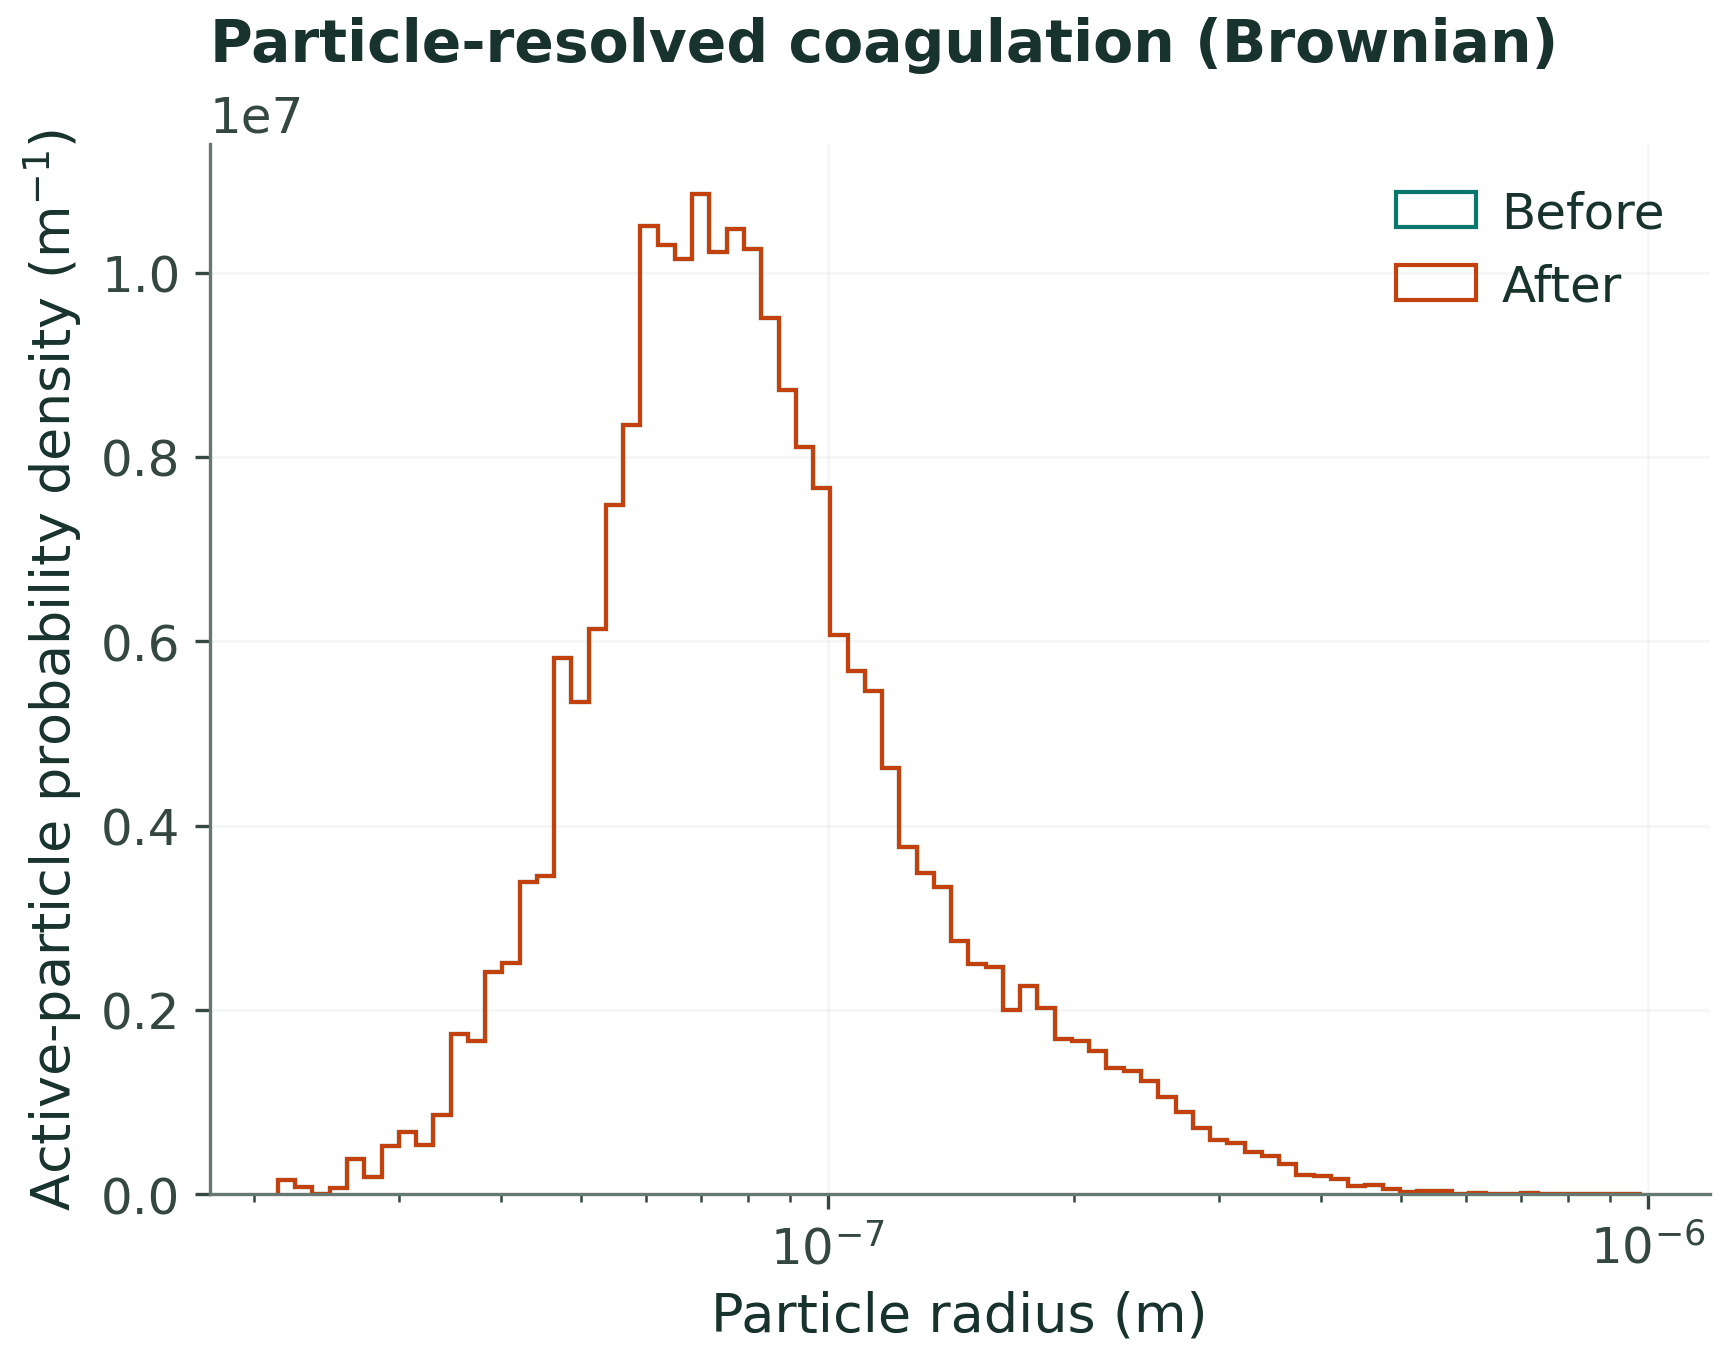 Particle-resolved coagulation (Brownian)
1e7
Before
After
Active-particle probability density (m⁻¹)
1.0
0.8
0.6
0.4
0.2
0.0
10⁻⁷
10⁻⁶
Particle radius (m)